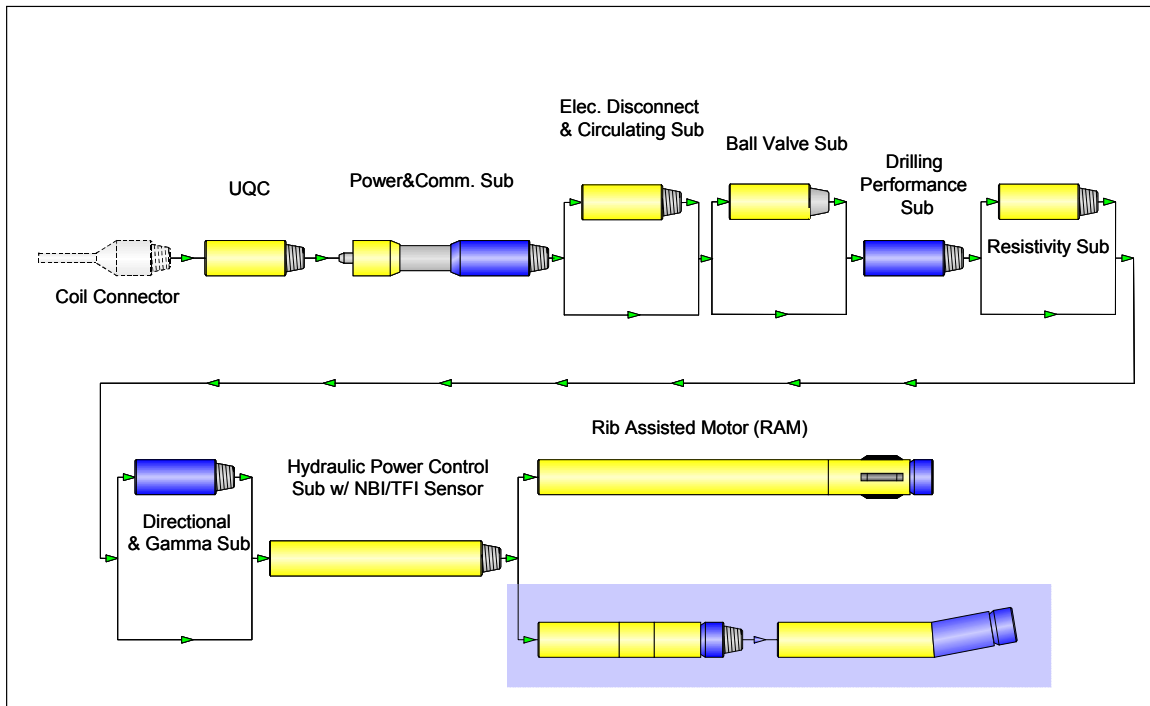 Elec. Disconnect
& Circulating Sub
Ball Valve Sub
Drilling
Performance
Sub
UQC
Power&Comm. Sub
Resistivity Sub
Coil Connector
Rib Assisted Motor (RAM)
Hydraulic Power Control
Sub w/ NBI/TFI Sensor
Directional
& Gamma Sub